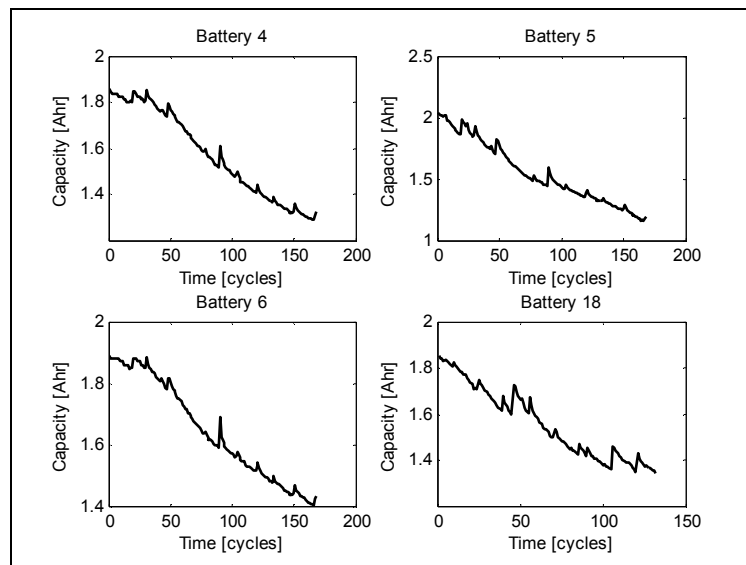 Battery 4
2
1.8
1.6
1.4
Capacity [Ahr]
0 50 100 150 200
Time [cycles]
Battery 5
2.5
2
1.5
1
Capacity [Ahr]
0 50 100 150 200
Time [cycles]
Battery 6
2
1.8
1.6
1.4
Capacity [Ahr]
0 50 100 150 200
Time [cycles]
Battery 18
2
1.8
1.6
1.4
Capacity [Ahr]
0 50 100 150
Time [cycles]